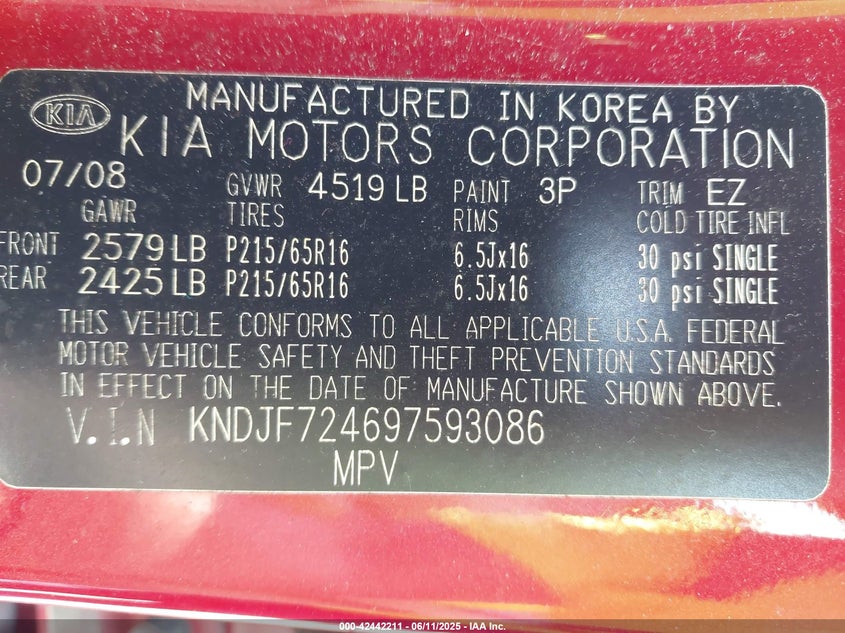 KIA
MANUFACTURED IN KOREA BY
KIA MOTORS CORPORATION
07/08 GVWR 4519 LB PAINT 3P TRIM EZ
GAWR TIRES RIMS COLD TIRE INFL
FRONT 2579 LB P215/65R16 6.5Jx16 30 psi SINGLE
REAR 2425 LB P215/65R16 6.5Jx16 30 psi SINGLE
THIS VEHICLE CONFORMS TO ALL APPLICABLE U.S.A. FEDERAL
MOTOR VEHICLE SAFETY AND THEFT PREVENTION STANDARDS
IN EFFECT ON THE DATE OF MANUFACTURE SHOWN ABOVE.
V.I.N KNDJF724697593086
MPV
000-42442211 - 06/11/2025 - IAA Inc.